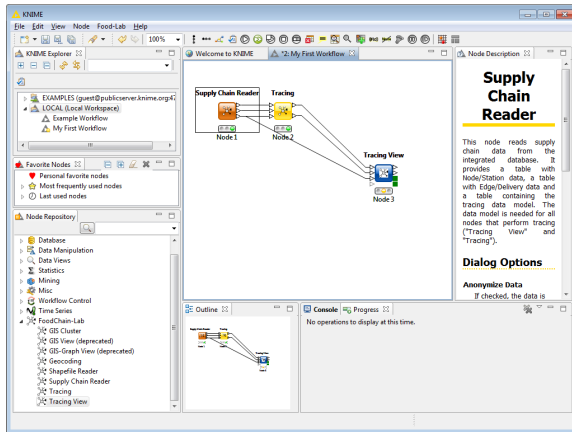 KNIME
File Edit View Node Food-Lab Node Help
100%
KNIME Explorer
EXAMPLES (guest@publicserver.knime.org:47
LOCAL (Local Workspace)
Example Workflow
My First Workflow
Favorite Nodes
Personal favorite nodes
Most frequently used nodes
Last used nodes
Node Repository
Database
Data Manipulation
Data Views
Statistics
Mining
Misc
Workflow Control
Time Series
FoodChain-Lab
GIS Cluster
GIS View (deprecated)
GIS-Graph View (deprecated)
Geocoding
Shapefile Reader
Supply Chain Reader
Tracing
Tracing View
Welcome to KNIME
*2: My First Workflow
Supply Chain Reader
Node 1
Tracing
Node 2
Tracing View
Node 3
Outline
Console
Progress
No operations to display at this time.
Node Description
Supply
Chain
Reader
This node reads supply
chain data from the
integrated database. It
provides a table with
Node/Station data, a table
with Edge/Delivery data and
a table containing the
tracing data model. The
data model is needed for all
nodes that perform tracing
("Tracing View" and
"Tracing").
Dialog Options
Anonymize Data
If checked, the data is